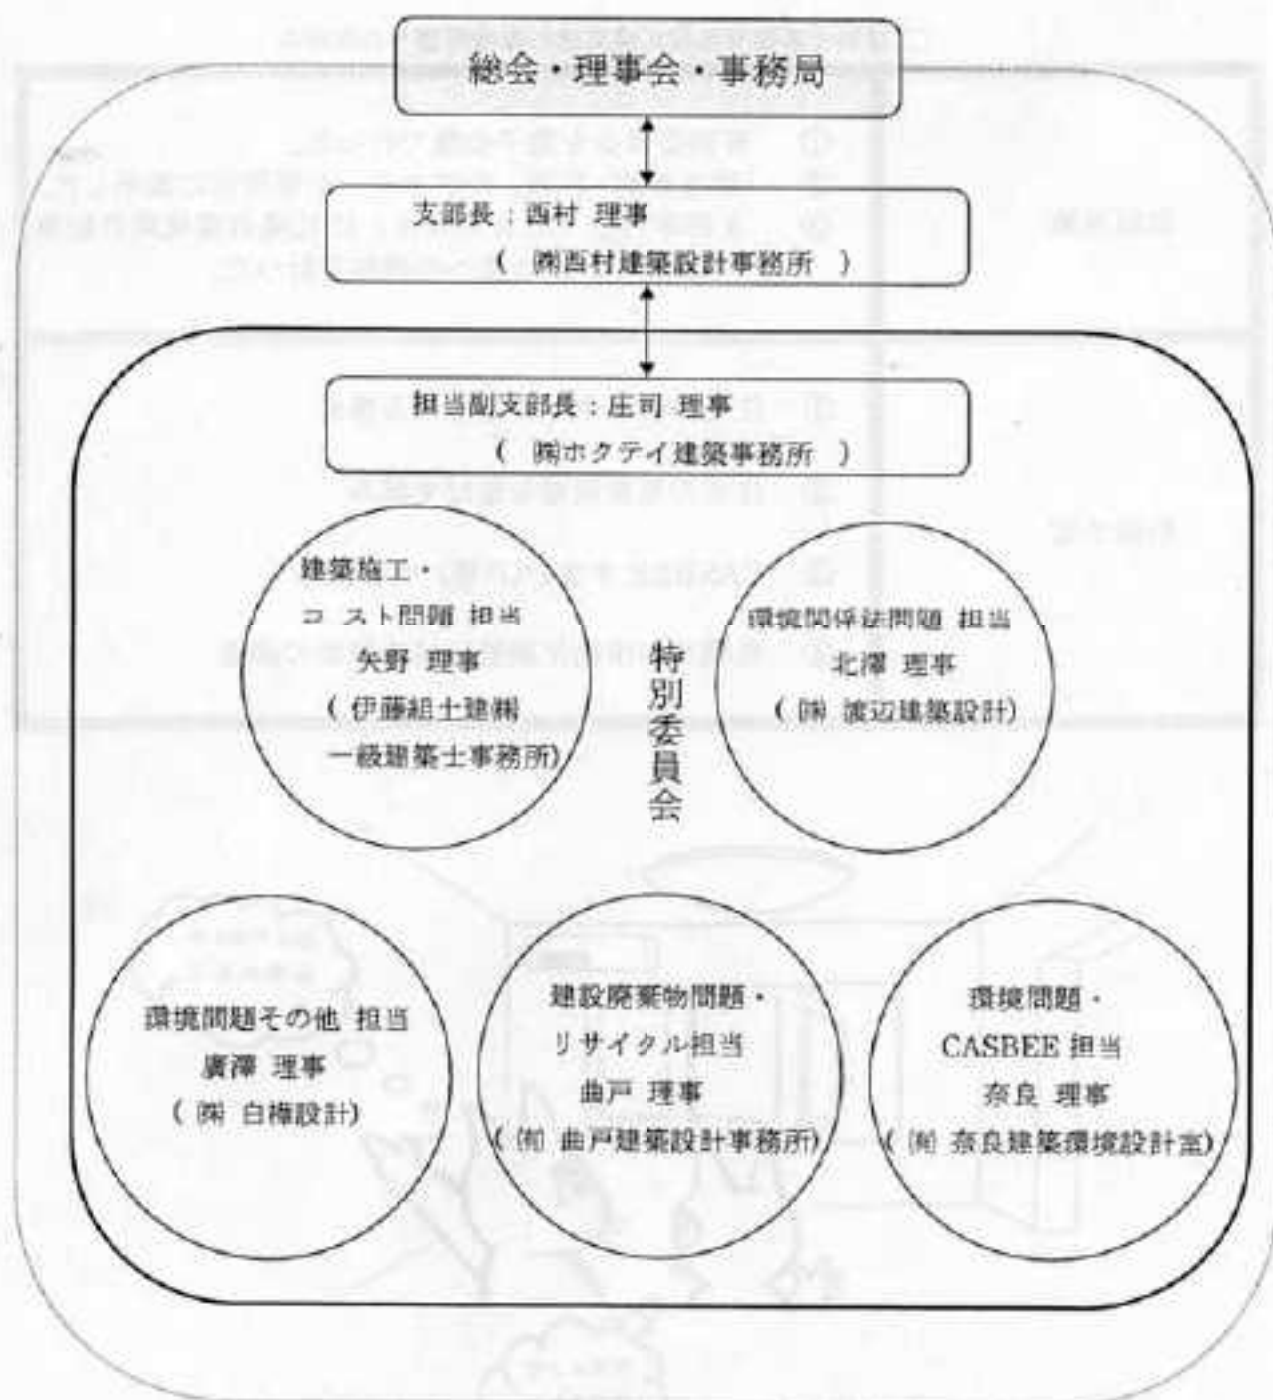 総会・理事会・事務局
支部長：西村 理事
( ㈱西村建築設計事務所 )
担当副支部長：庄司 理事
( ㈱ホクテイ建築事務所 )
建築施工・
コスト問題 担当
矢野 理事
( 伊藤組土建㈱
一級建築士事務所)
特別委員会
環境関係法問題 担当
北澤 理事
( ㈱ 渡辺建築設計)
環境問題その他 担当
廣澤 理事
( ㈱ 白樺設計)
建設廃棄物問題・
リサイクル担当
曲戸 理事
( ㈲ 曲戸建築設計事務所)
環境問題・
CASBEE 担当
奈良 理事
( ㈲ 奈良建築環境設計室)